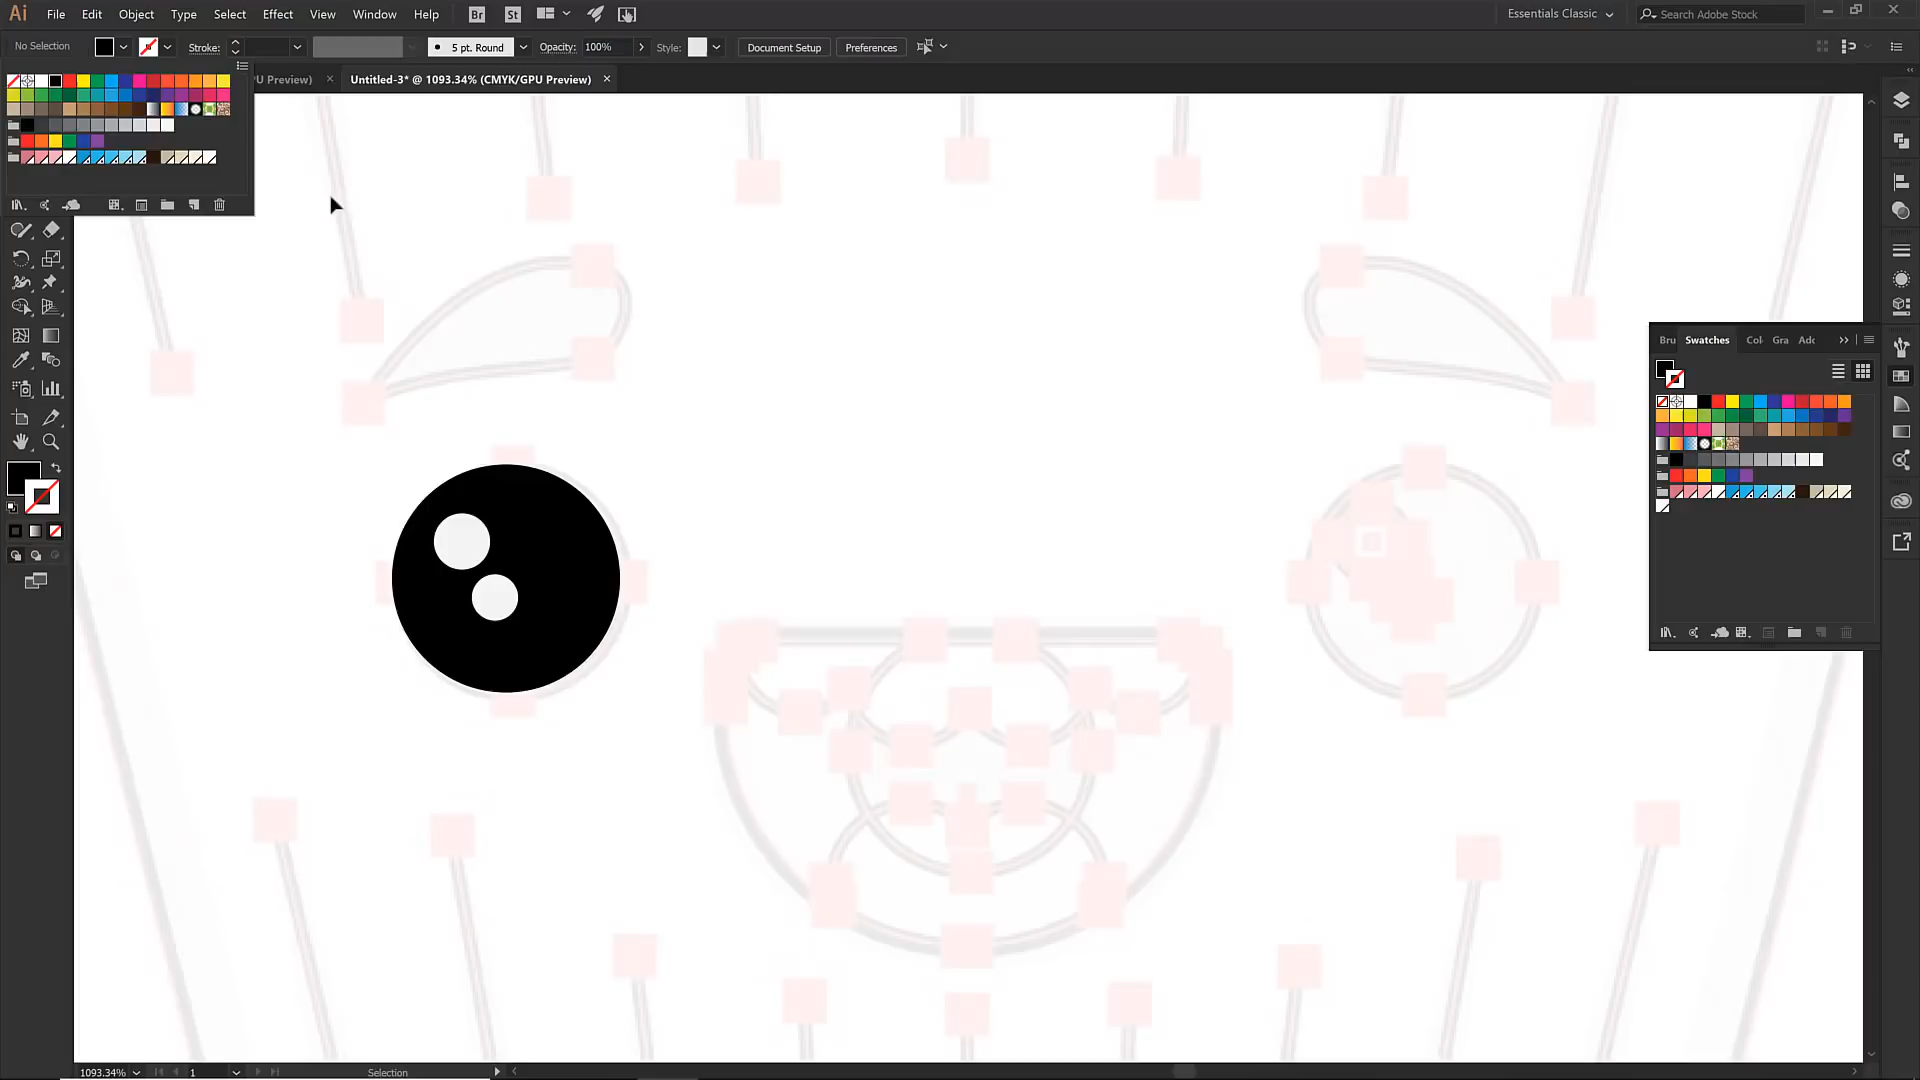 Ai File Edit Object Type Select Effect View Window Help Br St Essentials Classic Search Adobe Stock
No Selection Stroke: 5 pt. Round Opacity: 100% Style: Document Setup Preferences
PU Preview) × Untitled-3* @ 1093.34% (CMYK/GPU Preview) ×
Bru Swatches Col Gra Adc
1093.34% 1 Selection